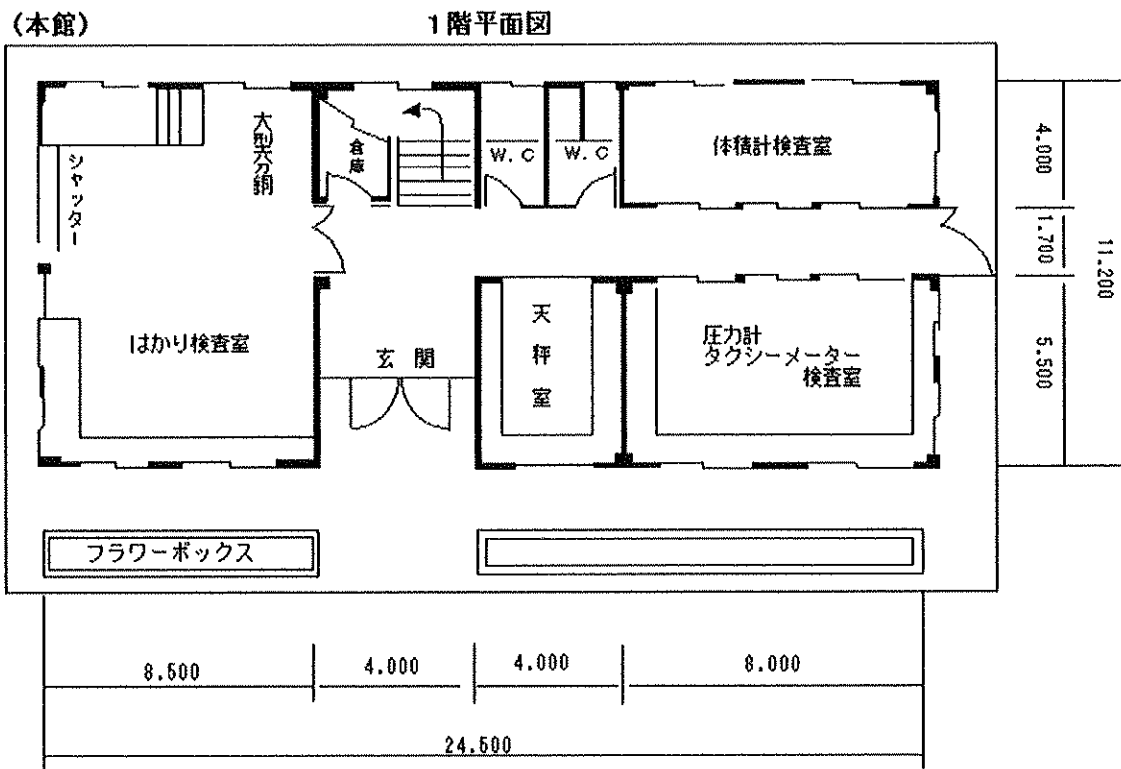 (本館)
1階平面図
大型天分銅
シャッター
倉庫
W.C
W.C
体積計検査室
4.000
1.700
11.200
5.500
はかり検査室
玄関
天秤室
圧力計
タクシーメーター
検査室
フラワーボックス
8.500
4.000
4.000
8.000
24.500